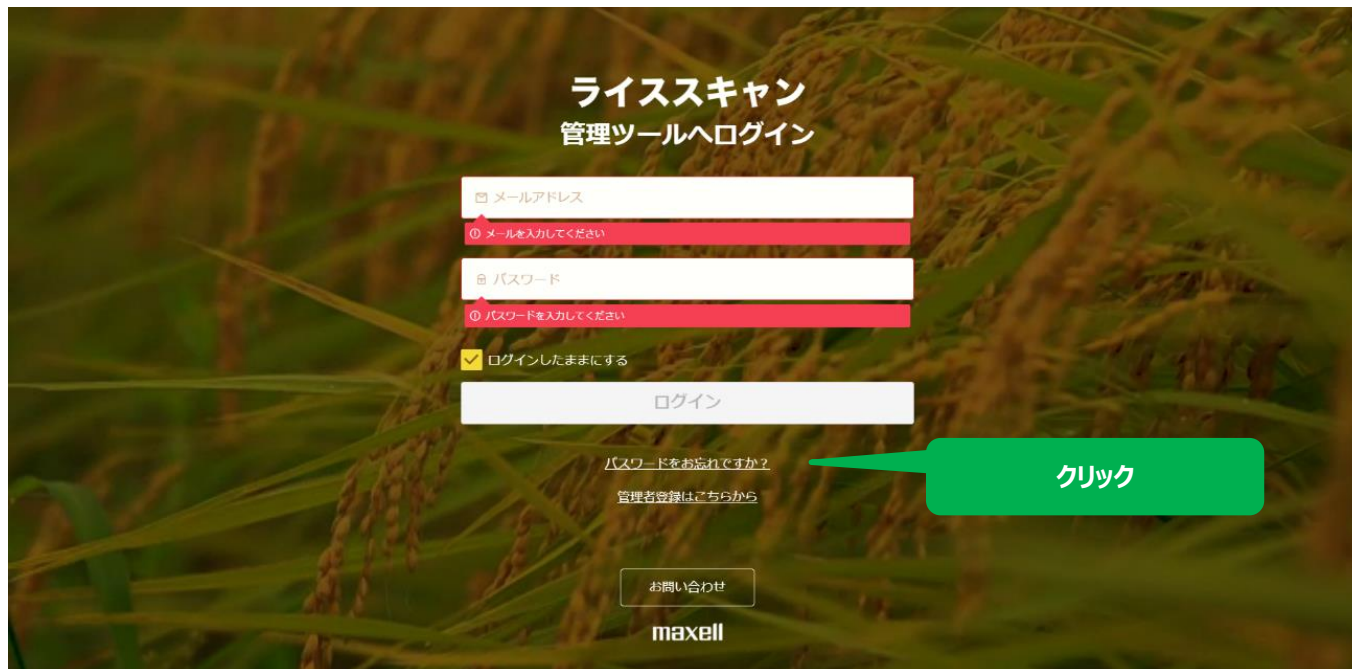 ライススキャン
管理ツールへログイン
メールアドレス
メールを入力してください
パスワード
パスワードを入力してください
ログインしたままにする
ログイン
パスワードをお忘れですか？
クリック
管理者登録はこちらから
お問い合わせ
maxell